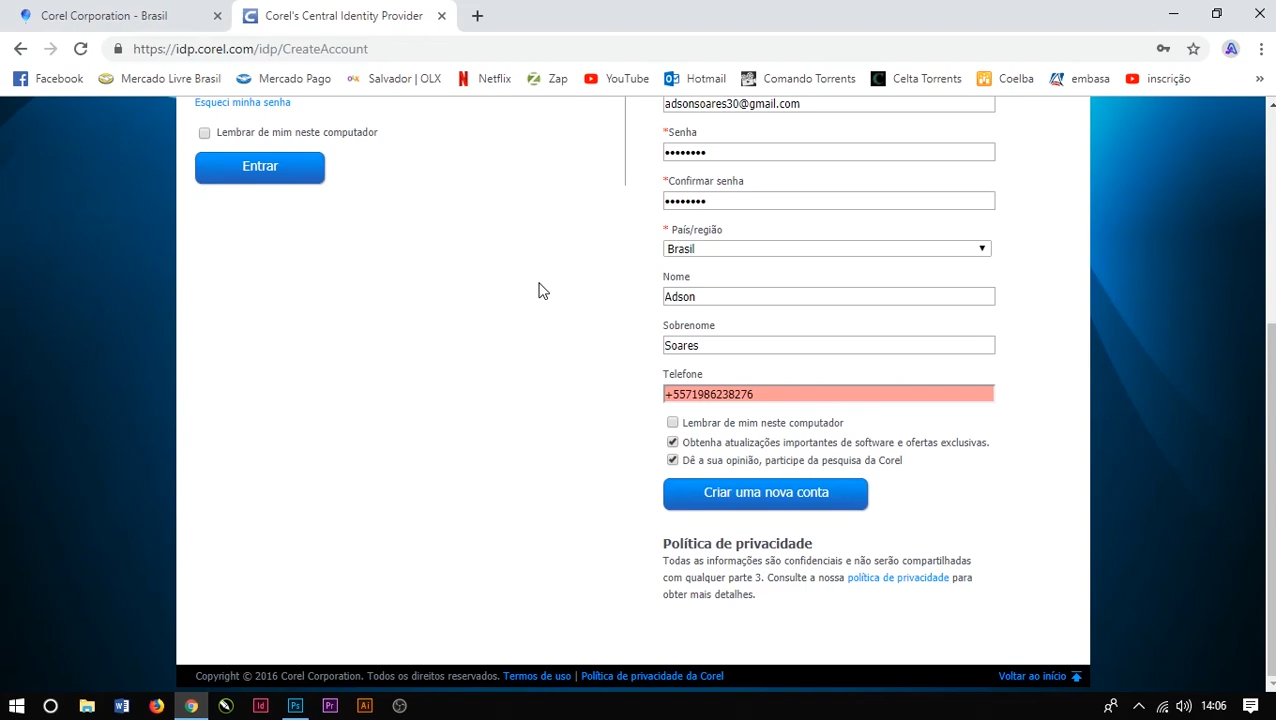 Corel Corporation - Brasil
Corel's Central Identity Provider
https://idp.corel.com/idp/CreateAccount
Facebook
Mercado Livre Brasil
Mercado Pago
Salvador | OLX
Netflix
Zap
YouTube
Hotmail
Comando Torrents
Celta Torrents
Coelba
embasa
inscrição
»
Esqueci minha senha
Lembrar de mim neste computador
Entrar
adsonsoares30@gmail.com
*Senha
••••••••
*Confirmar senha
••••••••
* País/região
Brasil
Nome
Adson
Sobrenome
Soares
Telefone
+5571986238276
Lembrar de mim neste computador
Obtenha atualizações importantes de software e ofertas exclusivas.
Dê a sua opinião, participe da pesquisa da Corel
Criar uma nova conta
Política de privacidade
Todas as informações são confidenciais e não serão compartilhadas
com qualquer parte 3. Consulte a nossa política de privacidade para
obter mais detalhes.
Copyright © 2016 Corel Corporation. Todos os direitos reservados. Termos de uso | Política de privacidade da Corel
Voltar ao início
14:06